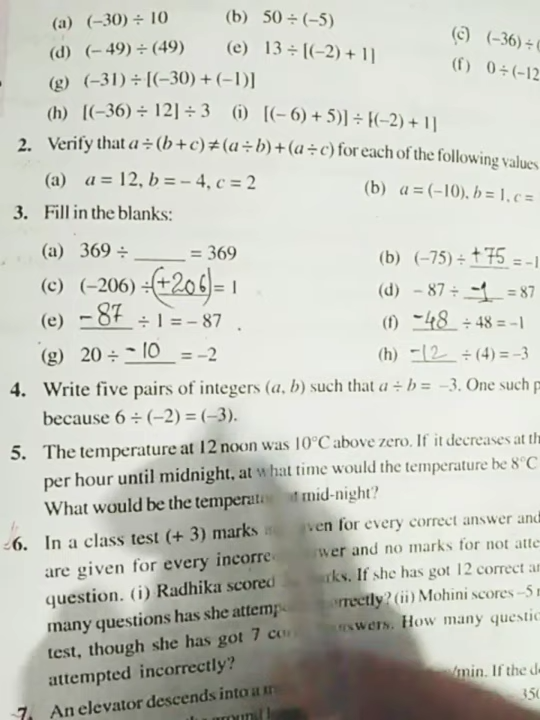 (a) (−30) ÷ 10 (b) 50 ÷ (−5) (c) (−36) ÷ (
(d) (− 49) ÷ (49) (e) 13 ÷ [(−2) + 1] (f) 0 ÷ (−12
(g) (−31) ÷ [(−30) + (−1)]
(h) [(−36) ÷ 12] ÷ 3 (i) [(− 6) + 5)] ÷ [(−2) + 1]
2. Verify that a ÷ (b + c) ≠ (a ÷ b) + (a ÷ c) for each of the following values
(a) a = 12, b = − 4, c = 2 (b) a = (−10), b = 1, c =
3. Fill in the blanks:
(a) 369 ÷ _____ = 369 (b) (−75) ÷ +75 = −1
(c) (−206) ÷ (+206) = 1 (d) − 87 ÷ −1 = 87
(e) −87 ÷ 1 = − 87 (f) −48 ÷ 48 = −1
(g) 20 ÷ −10 = −2 (h) −12 ÷ (4) = −3
4. Write five pairs of integers (a, b) such that a ÷ b = −3. One such p
because 6 ÷ (−2) = (−3).
5. The temperature at 12 noon was 10°C above zero. If it decreases at th
per hour until midnight, at what time would the temperature be 8°C
What would be the temperat at mid-night?
6. In a class test (+ 3) marks ven for every correct answer and
are given for every incorre wer and no marks for not atte
question. (i) Radhika scored rks. If she has got 12 correct a
many questions has she attemp orrectly? (ii) Mohini scores −5
test, though she has got 7 co swers. How many questio
attempted incorrectly?
7. An elevator descends into a m /min. If the d
350